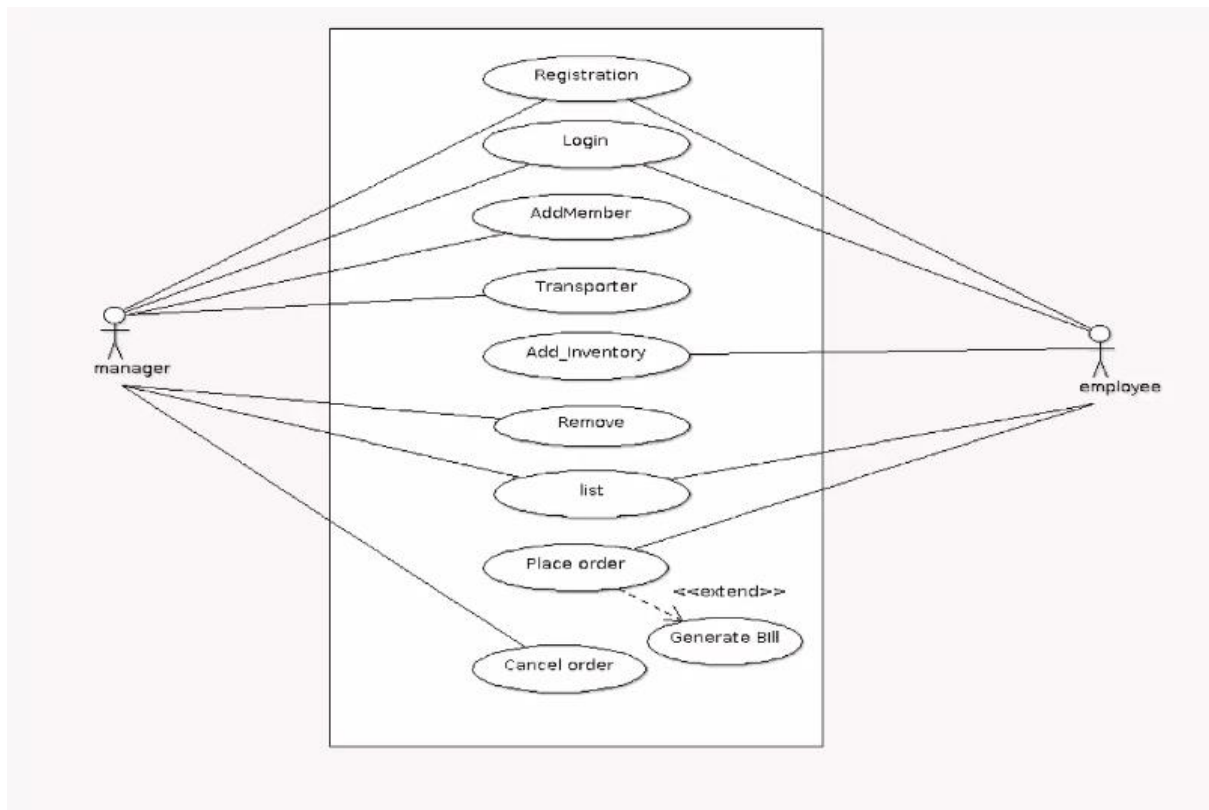 Registration
Login
AddMember
Transporter
Add_Inventory
manager
employee
Remove
list
Place order
<<extend>>
Generate Bill
Cancel order